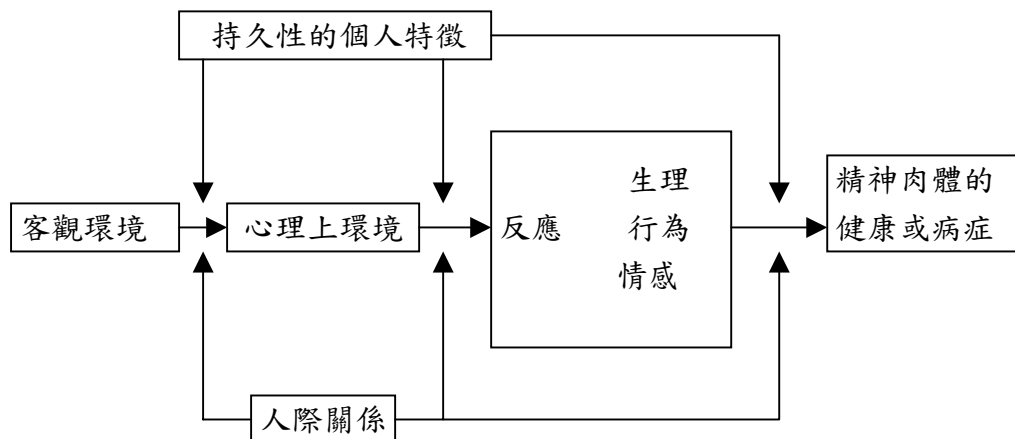 持久性的個人特徵
客觀環境
心理上環境
反應
生理
行為
情感
精神肉體的
健康或病症
人際關係